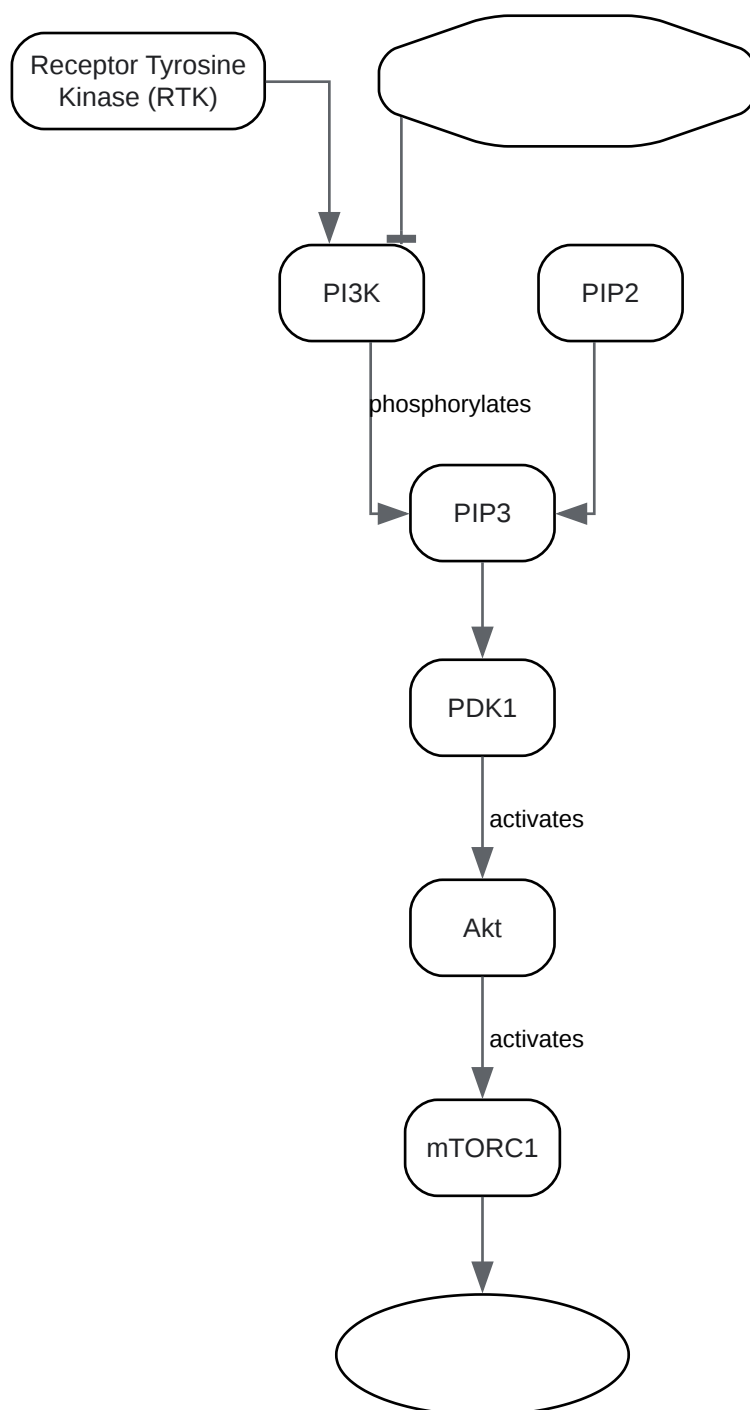 Receptor Tyrosine
Kinase (RTK)
PI3K
PIP2
phosphorylates
PIP3
PDK1
activates
Akt
activates
mTORC1